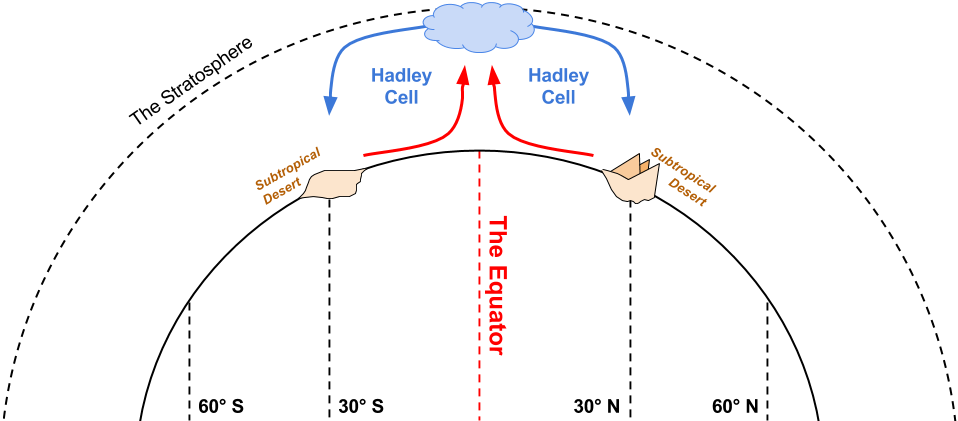 The Stratosphere
Hadley
Cell
Hadley
Cell
Subtropical
Desert
Subtropical
Desert
The Equator
60° S
30° S
30° N
60° N